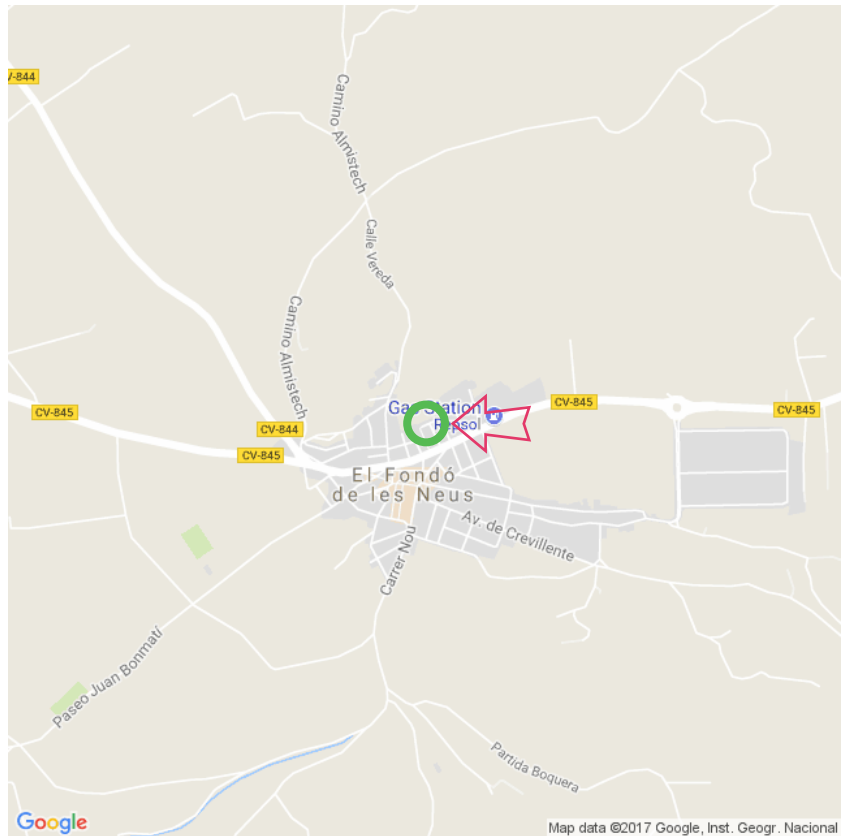 V-844
Camino Almistech
Calle Vereda
Camino Almistech
CV-845
CV-844
CV-845
Gas Station
Repsol
CV-845
CV-845
El Fondó
de les Neus
Av. de Crevillente
Carrer Nou
Paseo Juan Bonmatí
Partida Boquera
Google
Map data ©2017 Google, Inst. Geogr. Nacional